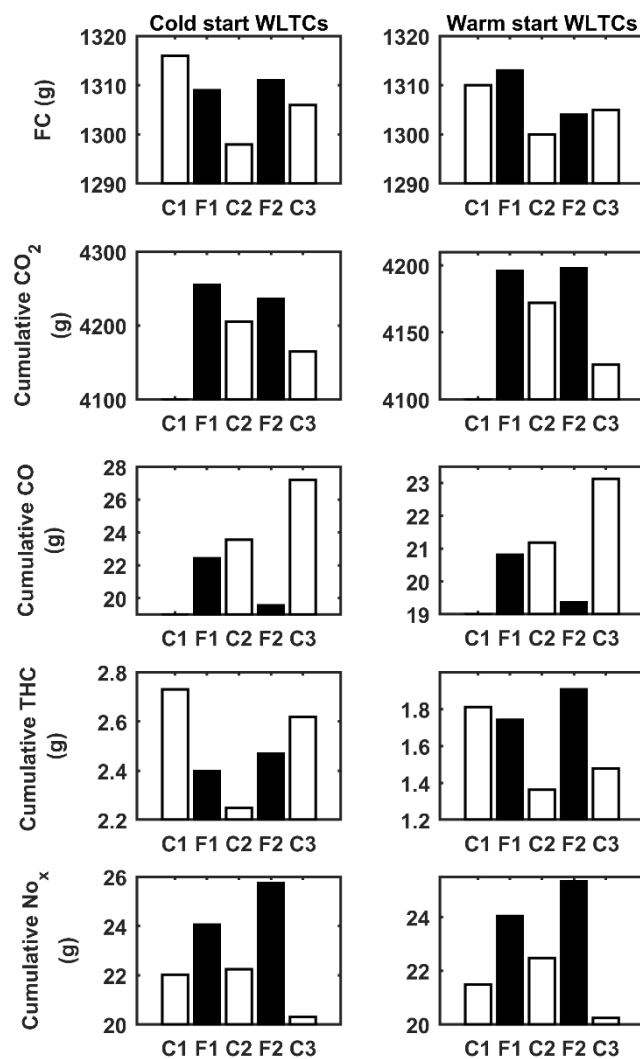 Cold start WLTCs
Warm start WLTCs
FC (g)
1320
1310
1300
1290
C1 F1 C2 F2 C3
1320
1310
1300
1290
C1 F1 C2 F2 C3
Cumulative CO2
(g)
4300
4200
4100
C1 F1 C2 F2 C3
4200
4150
4100
C1 F1 C2 F2 C3
Cumulative CO
(g)
28
26
24
22
20
C1 F1 C2 F2 C3
23
22
21
20
19
C1 F1 C2 F2 C3
Cumulative THC
(g)
2.8
2.6
2.4
2.2
C1 F1 C2 F2 C3
1.8
1.6
1.4
1.2
C1 F1 C2 F2 C3
Cumulative Nox
(g)
26
24
22
20
C1 F1 C2 F2 C3
24
22
20
C1 F1 C2 F2 C3